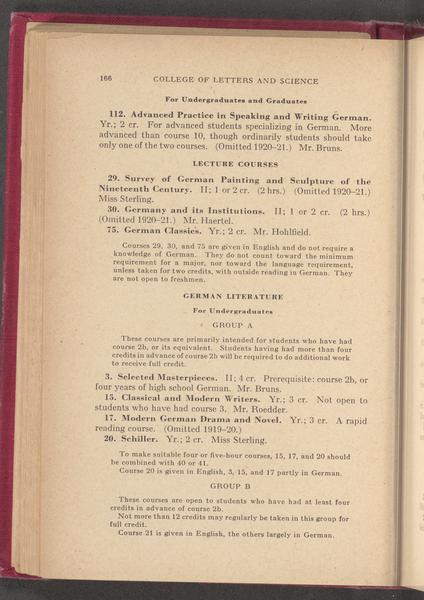 166 COLLEGE OF LETTERS AND SCIENCE
For Undergraduates and Graduates
112. Advanced Practice in Speaking and Writing German.
Yr.; 2 cr. For advanced students specializing in German. More
advanced than course 10, though ordinarily students should take
only one of the two courses. (Omitted 1920–21.) Mr. Bruns.
LECTURE COURSES
29. Survey of German Painting and Sculpture of the
Nineteenth Century. II; 1 or 2 cr. (2 hrs.) (Omitted 1920–21.)
Miss Sterling.
30. Germany and its Institutions. II; 1 or 2 cr. (2 hrs.)
(Omitted 1920–21.) Mr. Haertel.
75. German Classics. Yr.; 2 cr. Mr. Hohlfield.
Courses 29, 30, and 75 are given in English and do not require a
knowledge of German. They do not count toward the minimum
requirement for a major, nor toward the language requirement,
unless taken for two credits, with outside reading in German. They
are not open to freshmen.
GERMAN LITERATURE
For Undergraduates
GROUP A
These courses are primarily intended for students who have had
course 2b, or its equivalent. Students having had more than four
credits in advance of course 2b will be required to do additional work
to receive full credit.
3. Selected Masterpieces. II; 4 cr. Prerequisite: course 2b, or
four years of high school German. Mr. Bruns.
15. Classical and Modern Writers. Yr.; 3 cr. Not open to
students who have had course 3. Mr. Roedder.
17. Modern German Drama and Novel. Yr.; 3 cr. A rapid
reading course. (Omitted 1919–20.)
20. Schiller. Yr.; 2 cr. Miss Sterling.
To make suitable four or five-hour courses, 15, 17, and 20 should
be combined with 40 or 41.
Course 20 is given in English, 3, 15, and 17 partly in German.
GROUP B
These courses are open to students who have had at least four
credits in advance of course 2b.
Not more than 12 credits may regularly be taken in this group for
full credit.
Course 21 is given in English, the others largely in German.